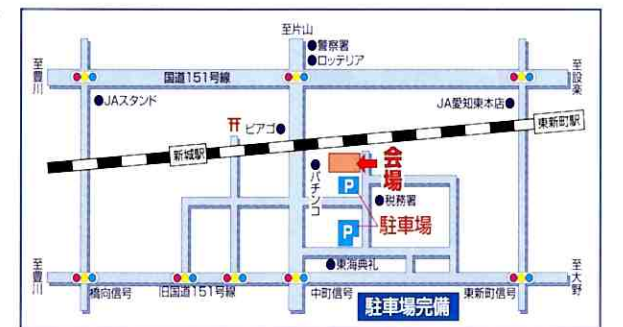 至片山
●警察署
●ロッテリア
至豊川
国道151号線
至設楽
●JAスタンド
JA愛知東本店●
ピアゴ●
東新町駅
新城駅
●パチンコ
会場
P
●税務署
駐車場
P
●東海典礼
至豊川
橋向信号
旧国道151号線
中町信号
東新町信号
至大野
駐車場完備